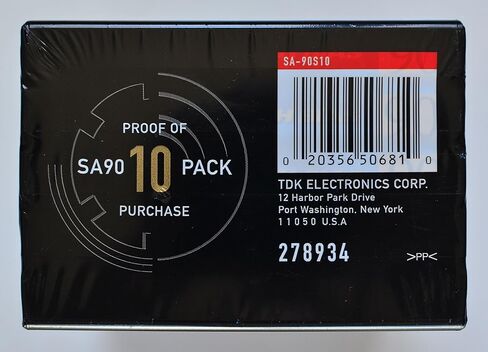 PROOF OF
SA90 10 PACK
PURCHASE
SA-90S10
0 20356 50681 0
TDK ELECTRONICS CORP.
12 Harbor Park Drive
Port Washington, New York
11050 U.S.A
278934
>PP<